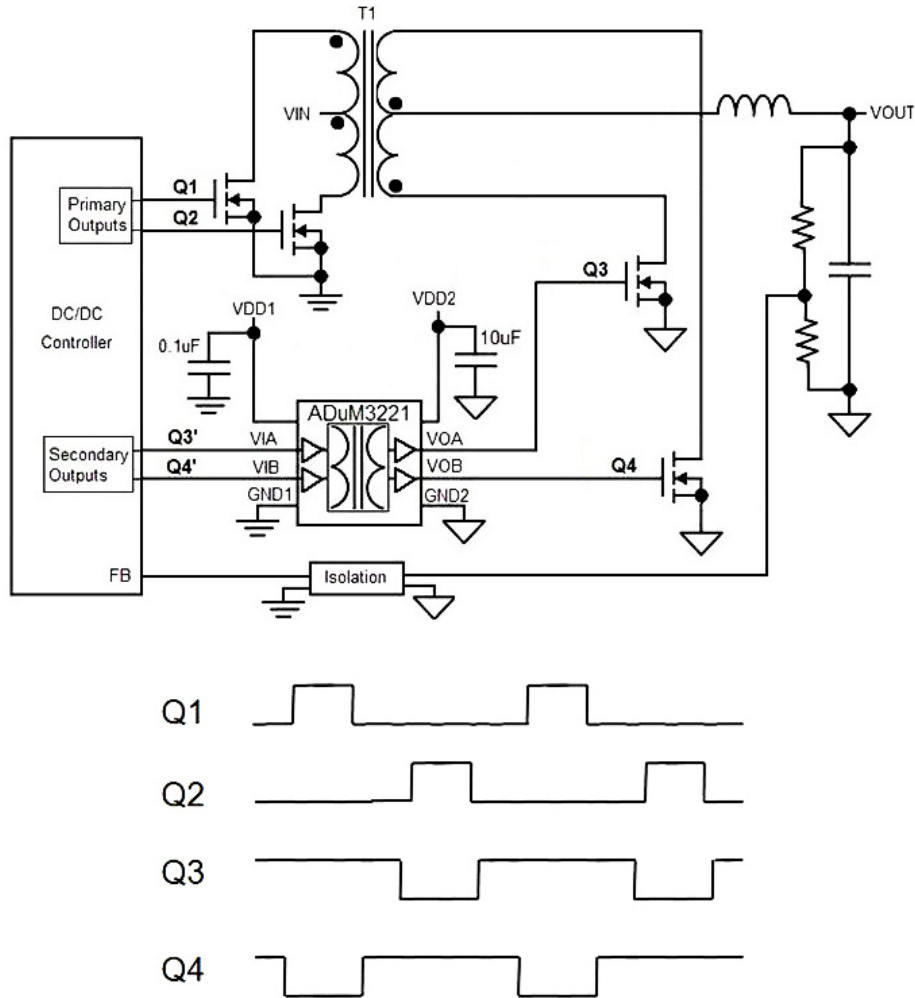 T1
VIN
VOUT
Q1
Primary
Outputs
Q2
Q3
DC/DC
Controller
VDD1
VDD2
0.1uF
10uF
ADuM3221
Q3'
VIA
VOA
Secondary
Outputs
Q4'
VIB
VOB
Q4
GND1
GND2
FB
Isolation
Q1
Q2
Q3
Q4